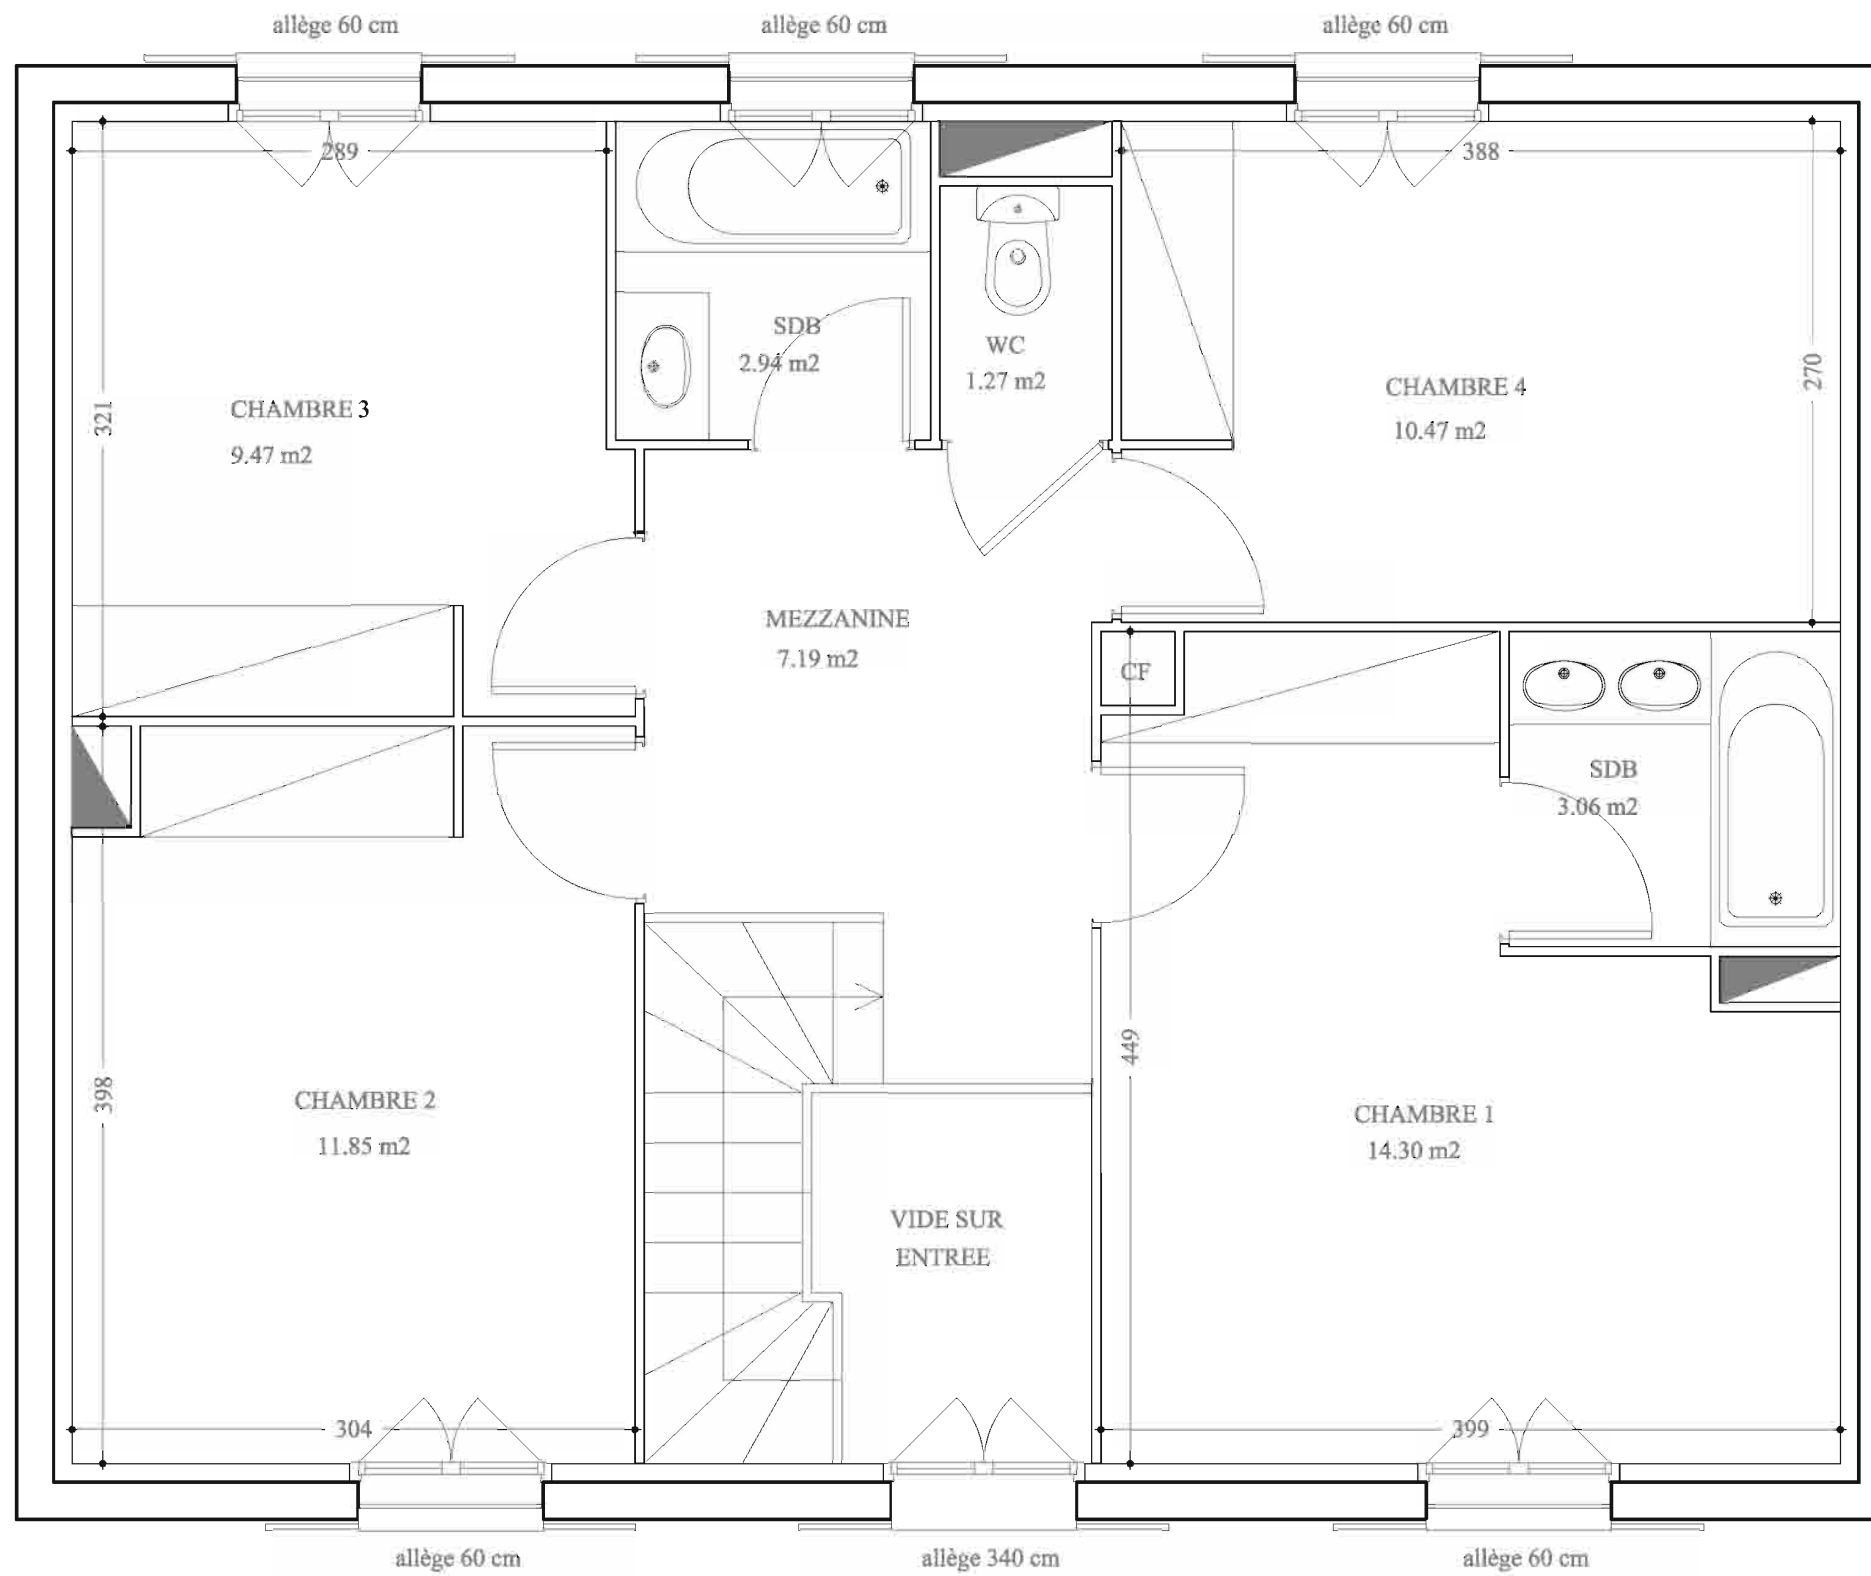 allège 60 cm
allège 60 cm
allège 60 cm
289
388
SDB
2.94 m2
WC
1.27 m2
270
CHAMBRE 4
10.47 m2
321
CHAMBRE 3
9.47 m2
MEZZANINE
7.19 m2
CF
SDB
3.06 m2
449
398
CHAMBRE 2
11.85 m2
CHAMBRE 1
14.30 m2
VIDE SUR
ENTREE
304
399
allège 60 cm
allège 340 cm
allège 60 cm